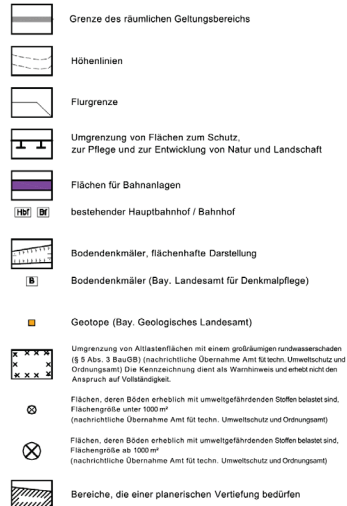 Grenze des räumlichen Geltungsbereichs
Höhenlinien
Flurgrenze
Umgrenzung von Flächen zum Schutz,
zur Pflege und zur Entwicklung von Natur und Landschaft
Flächen für Bahnanlagen
Hbf Bf bestehender Hauptbahnhof / Bahnhof
Bodendenkmäler, flächenhafte Darstellung
B Bodendenkmäler (Bay. Landesamt für Denkmalpflege)
Geotope (Bay. Geologisches Landesamt)
Umgrenzung von Altlastenflächen mit einem großräumigen rundwasserschaden
(§ 5 Abs. 3 BauGB) (nachrichtliche Übernahme Amt für techn. Umweltschutz und
Ordnungsamt) Die Kennzeichnung dient als Warnhinweis und erhebt nicht den
Anspruch auf Vollständigkeit.
Flächen, deren Böden erheblich mit umweltgefährdenden Stoffen belastet sind,
Flächengröße unter 1000 m²
(nachrichtliche Übernahme Amt für techn. Umweltschutz und Ordnungsamt)
Flächen, deren Böden erheblich mit umweltgefährdenden Stoffen belastet sind,
Flächengröße ab 1000 m²
(nachrichtliche Übernahme Amt für techn. Umweltschutz und Ordnungsamt)
Bereiche, die einer planerischen Vertiefung bedürfen